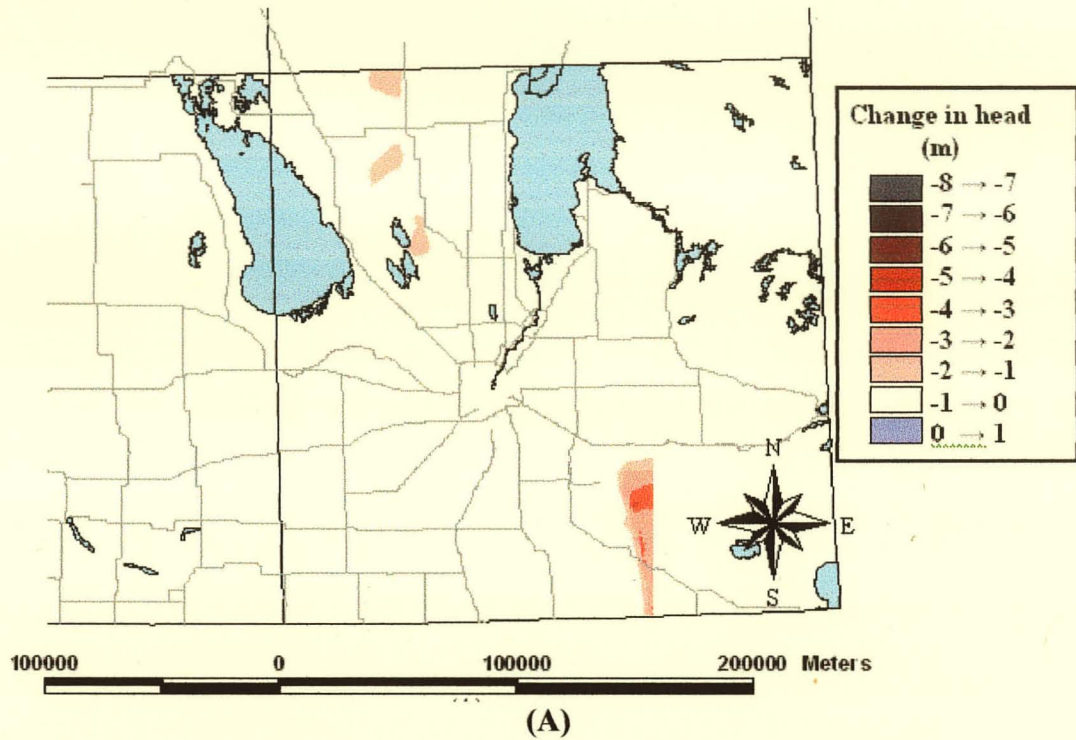 Change in head
(m)
-8 → -7
-7 → -6
-6 → -5
-5 → -4
-4 → -3
-3 → -2
-2 → -1
-1 → 0
0 → 1
N
W E
S
100000 0 100000 200000 Meters
(A)